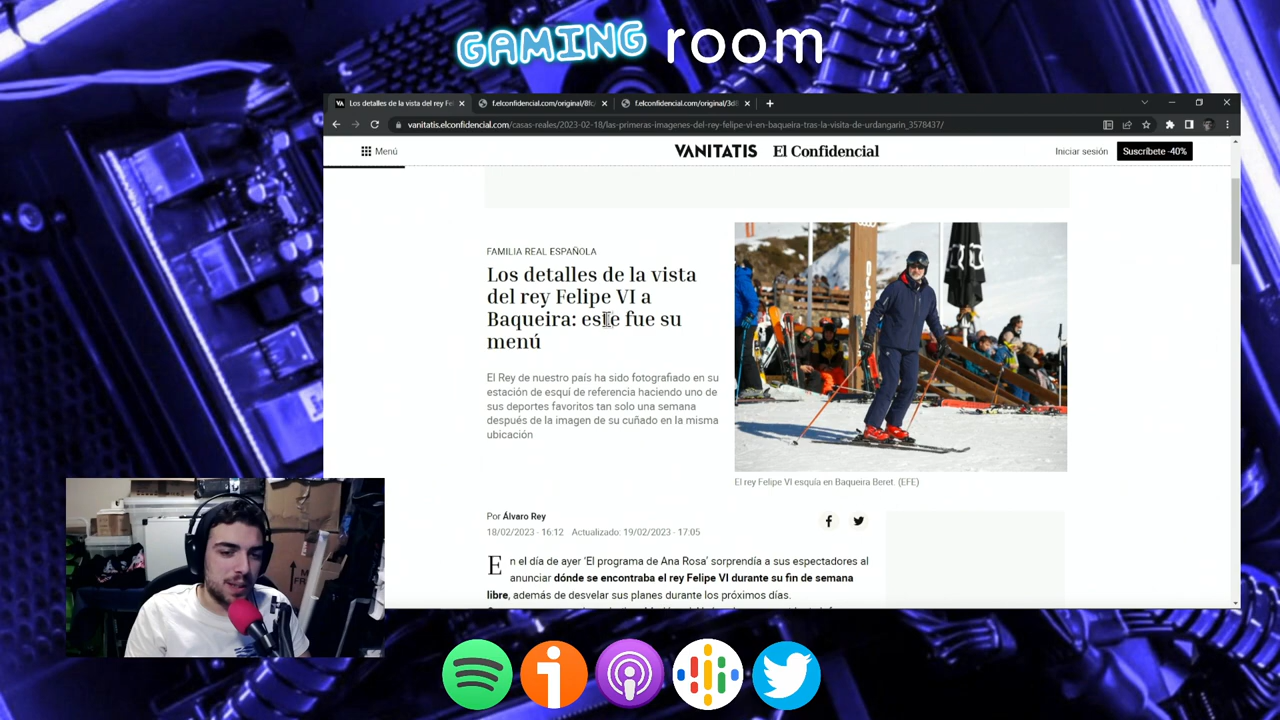 GAMING room
Los detalles de la vista del rey Fel
f.elconfidencial.com/original/8fc
f.elconfidencial.com/original/3d8
vanitatis.elconfidencial.com/casas-reales/2023-02-18/las-primeras-imagenes-del-rey-felipe-vi-en-baqueira-tras-la-visita-de-urdangarin_3578437/
Menú
VANITATIS El Confidencial
Iniciar sesión
Suscríbete -40%
FAMILIA REAL ESPAÑOLA
Los detalles de la vista
del rey Felipe VI a
Baqueira: este fue su
menú
El Rey de nuestro país ha sido fotografiado en su
estación de esquí de referencia haciendo uno de
sus deportes favoritos tan solo una semana
después de la imagen de su cuñado en la misma
ubicación
El rey Felipe VI esquía en Baqueira Beret. (EFE)
Por Álvaro Rey
18/02/2023 - 16:12 Actualizado: 19/02/2023 - 17:05
En el día de ayer ‘El programa de Ana Rosa’ sorprendía a sus espectadores al
anunciar dónde se encontraba el rey Felipe VI durante su fin de semana
libre, además de desvelar sus planes durante los próximos días.